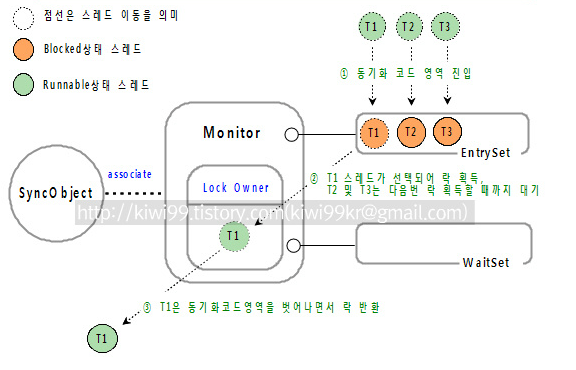 점선은 스레드 이동을 의미
Blocked상태 스레드
Runnable상태 스레드
T1 T2 T3
① 동기화 코드 영역 진입
Monitor
T1 T2 T3
EntrySet
associate
SyncObject
Lock Owner
② T1 스레드가 선택되어 락 획득,
T2 및 T3는 다음번 락 획득할 때까지 대기
http://kiwi99.tistory.com(kiwi99kr@gmail.com)
T1
WaitSet
③ T1은 동기화코드영역을 벗어나면서 락 반환
T1